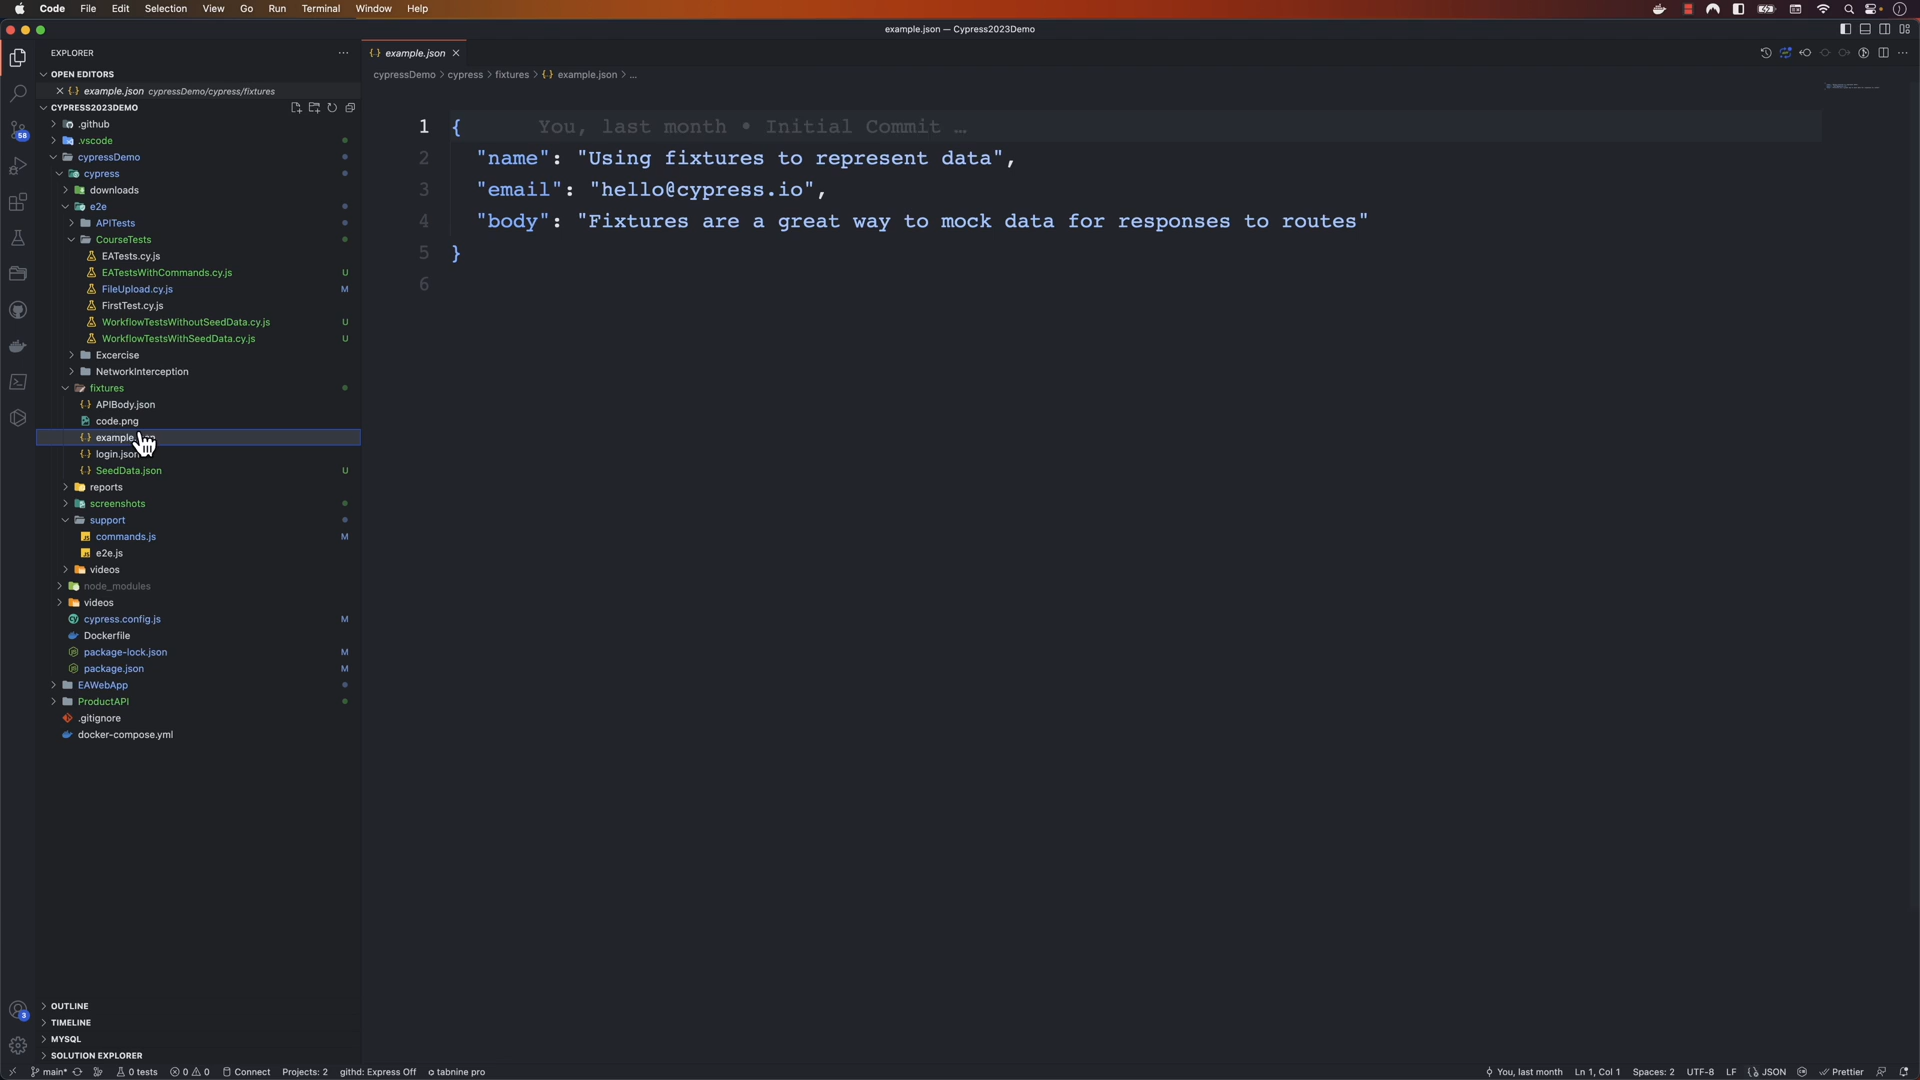 Code File Edit Selection View Go Run Terminal Window Help
example.json — Cypress2023Demo
EXPLORER
OPEN EDITORS
example.json cypressDemo/cypress/fixtures
CYPRESS2023DEMO
.github
.vscode
cypressDemo
cypress
downloads
e2e
APITests
CourseTests
EATests.cy.js
EATestsWithCommands.cy.js U
FileUpload.cy.js M
FirstTest.cy.js
WorkflowTestsWithoutSeedData.cy.js U
WorkflowTestsWithSeedData.cy.js U
Excercise
NetworkInterception
fixtures
APIBody.json
code.png
example.
login.json
SeedData.json U
reports
screenshots
support
commands.js M
e2e.js
videos
node_modules
videos
cypress.config.js M
Dockerfile
package-lock.json M
package.json M
EAWebApp
ProductAPI
.gitignore
docker-compose.yml
OUTLINE
TIMELINE
MYSQL
SOLUTION EXPLORER
58
3
example.json
cypressDemo > cypress > fixtures > {..} example.json > ...
1 { You, last month • Initial Commit …
2 "name": "Using fixtures to represent data",
3 "email": "hello@cypress.io",
4 "body": "Fixtures are a great way to mock data for responses to routes"
5 }
6
main* 0 tests 0 0 Connect Projects: 2 githd: Express Off tabnine pro
You, last month Ln 1, Col 1 Spaces: 2 UTF-8 LF JSON Prettier